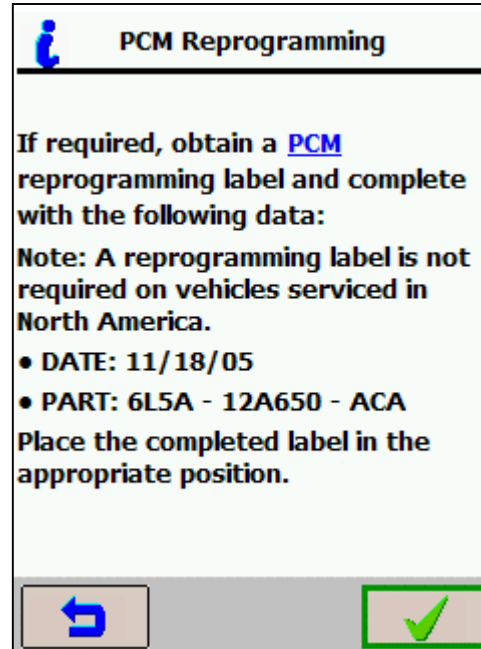 PCM Reprogramming
If required, obtain a PCM
reprogramming label and complete
with the following data:
Note: A reprogramming label is not
required on vehicles serviced in
North America.
● DATE: 11/18/05
● PART: 6L5A - 12A650 - ACA
Place the completed label in the
appropriate position.